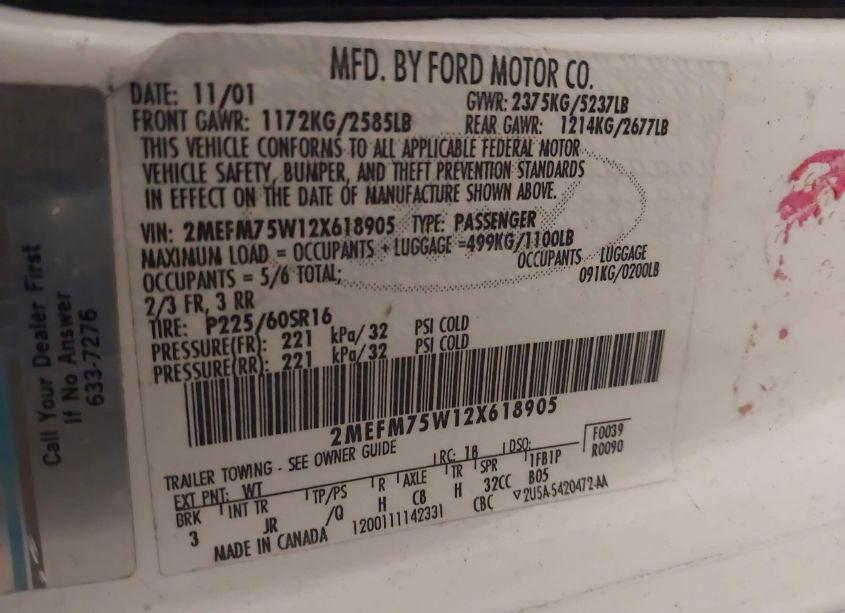 MFD. BY FORD MOTOR CO.
DATE: 11/01 GVWR: 2375KG/5237LB
FRONT GAWR: 1172KG/2585LB REAR GAWR: 1214KG/2677LB
THIS VEHICLE CONFORMS TO ALL APPLICABLE FEDERAL MOTOR
VEHICLE SAFETY, BUMPER, AND THEFT PREVENTION STANDARDS
IN EFFECT ON THE DATE OF MANUFACTURE SHOWN ABOVE.
VIN: 2MEFM75W12X618905 TYPE: PASSENGER
MAXIMUM LOAD = OCCUPANTS + LUGGAGE =499KG/1100LB
OCCUPANTS = 5/6 TOTAL; OCCUPANTS LUGGAGE
2/3 FR, 3 RR 091KG/0200LB
TIRE: P225/60SR16
PRESSURE(FR): 221 kPa/32 PSI COLD
PRESSURE(RR): 221 kPa/32 PSI COLD
2MEFM75W12X618905
TRAILER TOWING - SEE OWNER GUIDE RC: 18 DSO: F0039
EXT PNT: WT 1FB1P R0090
BRK INT TR TP/PS R AXLE TR SPR B05
3 JR /Q H C8 H 32CC
MADE IN CANADA 1200111142331 CBC ▽2U5A-5420472-AA
Call Your Dealer First
If No Answer
633-7276